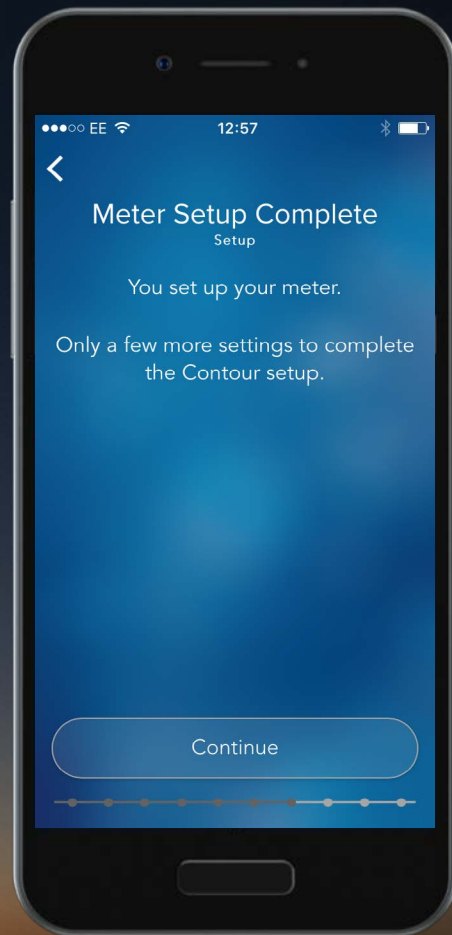 EE 12:57
Meter Setup Complete
Setup
You set up your meter.
Only a few more settings to complete
the Contour setup.
Continue